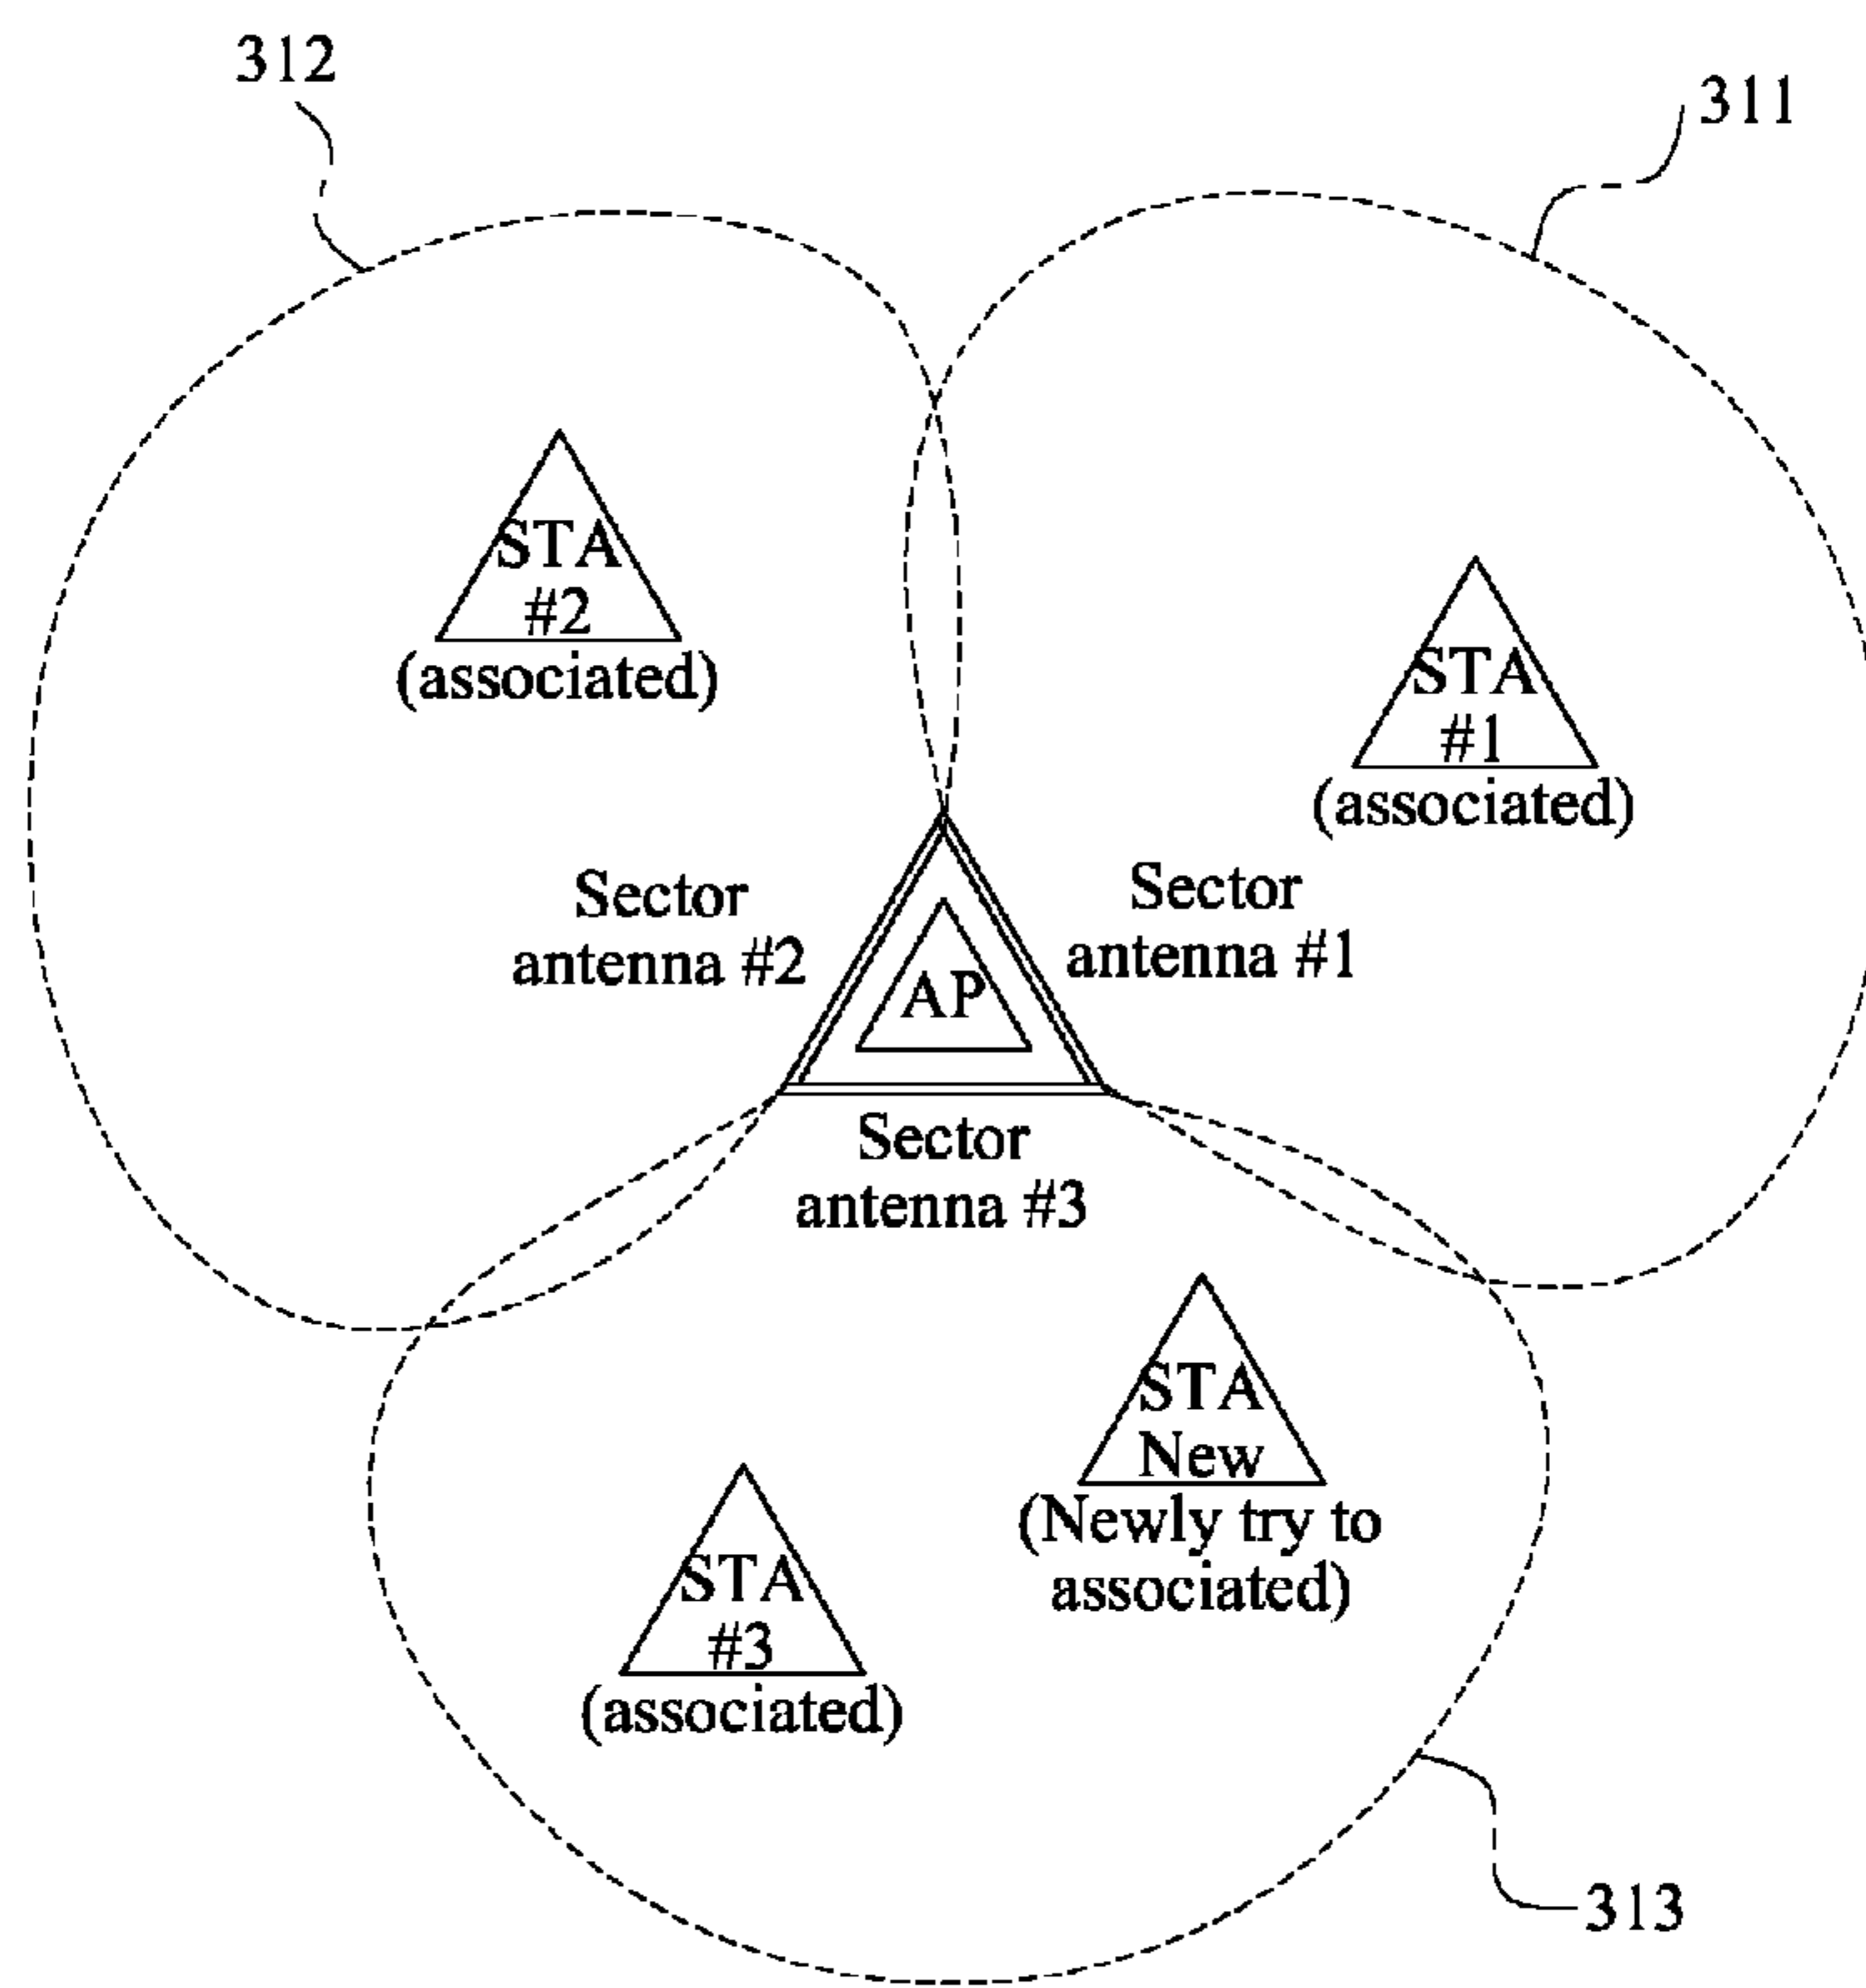 312
311
STA
#2
(associated)
STA
#1
(associated)
Sector
antenna #2
Sector
antenna #1
AP
Sector
antenna #3
STA
New
(Newly try to
associated)
STA
#3
(associated)
313